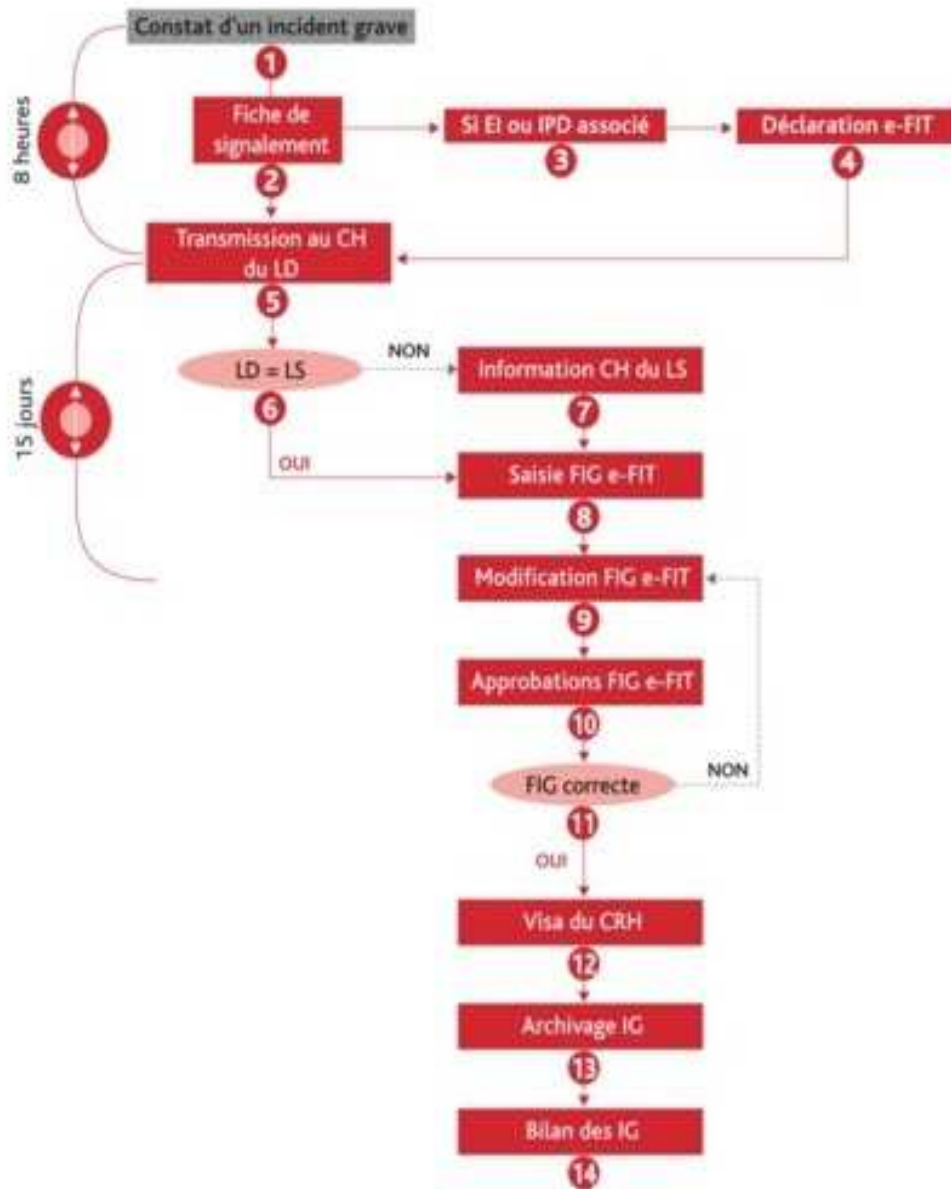 Constat d'un incident grave
1
8 heures
Fiche de
signalement
2
Si EI ou IPD associé
3
Déclaration e-FIT
4
Transmission au CH
du LD
5
15 jours
LD = LS
NON
6
OUI
Information CH du LS
7
Saisie FIG e-FIT
8
Modification FIG e-FIT
9
Approbations FIG e-FIT
10
FIG correcte
NON
11
OUI
Visa du CRH
12
Archivage IG
13
Bilan des IG
14